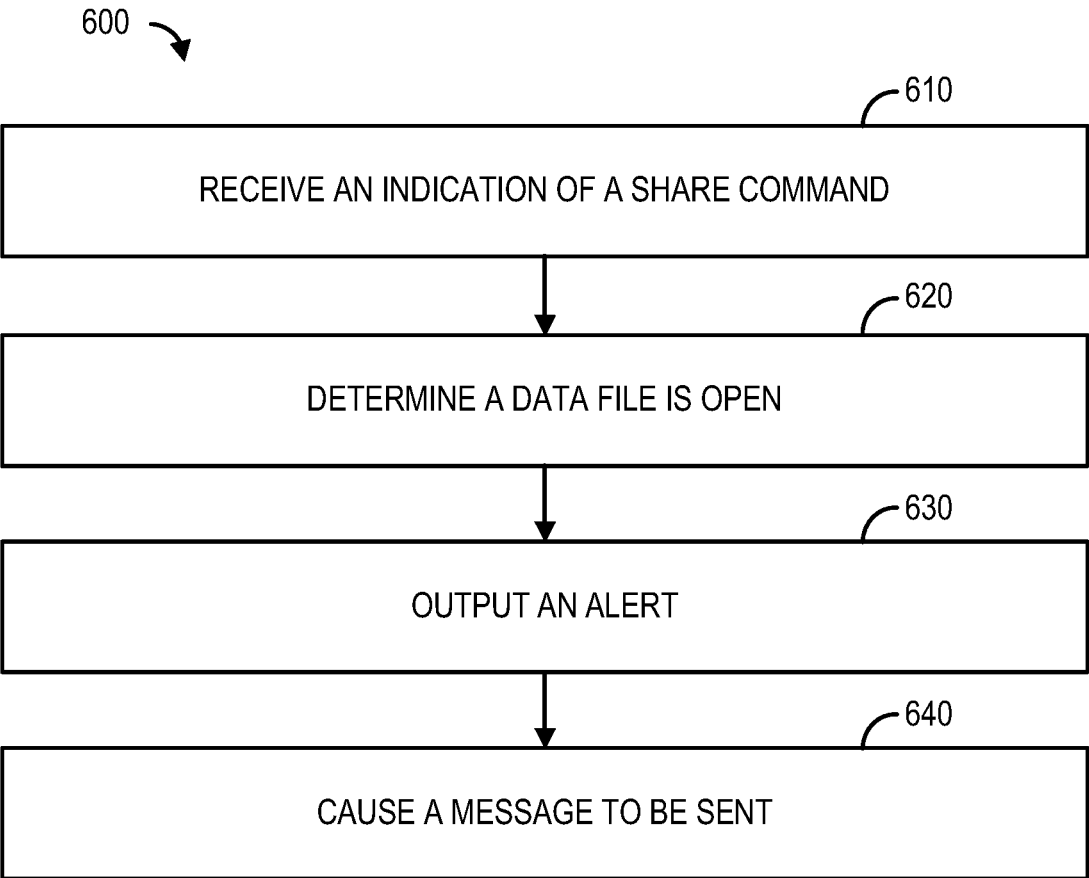 600
610
RECEIVE AN INDICATION OF A SHARE COMMAND
620
DETERMINE A DATA FILE IS OPEN
630
OUTPUT AN ALERT
640
CAUSE A MESSAGE TO BE SENT